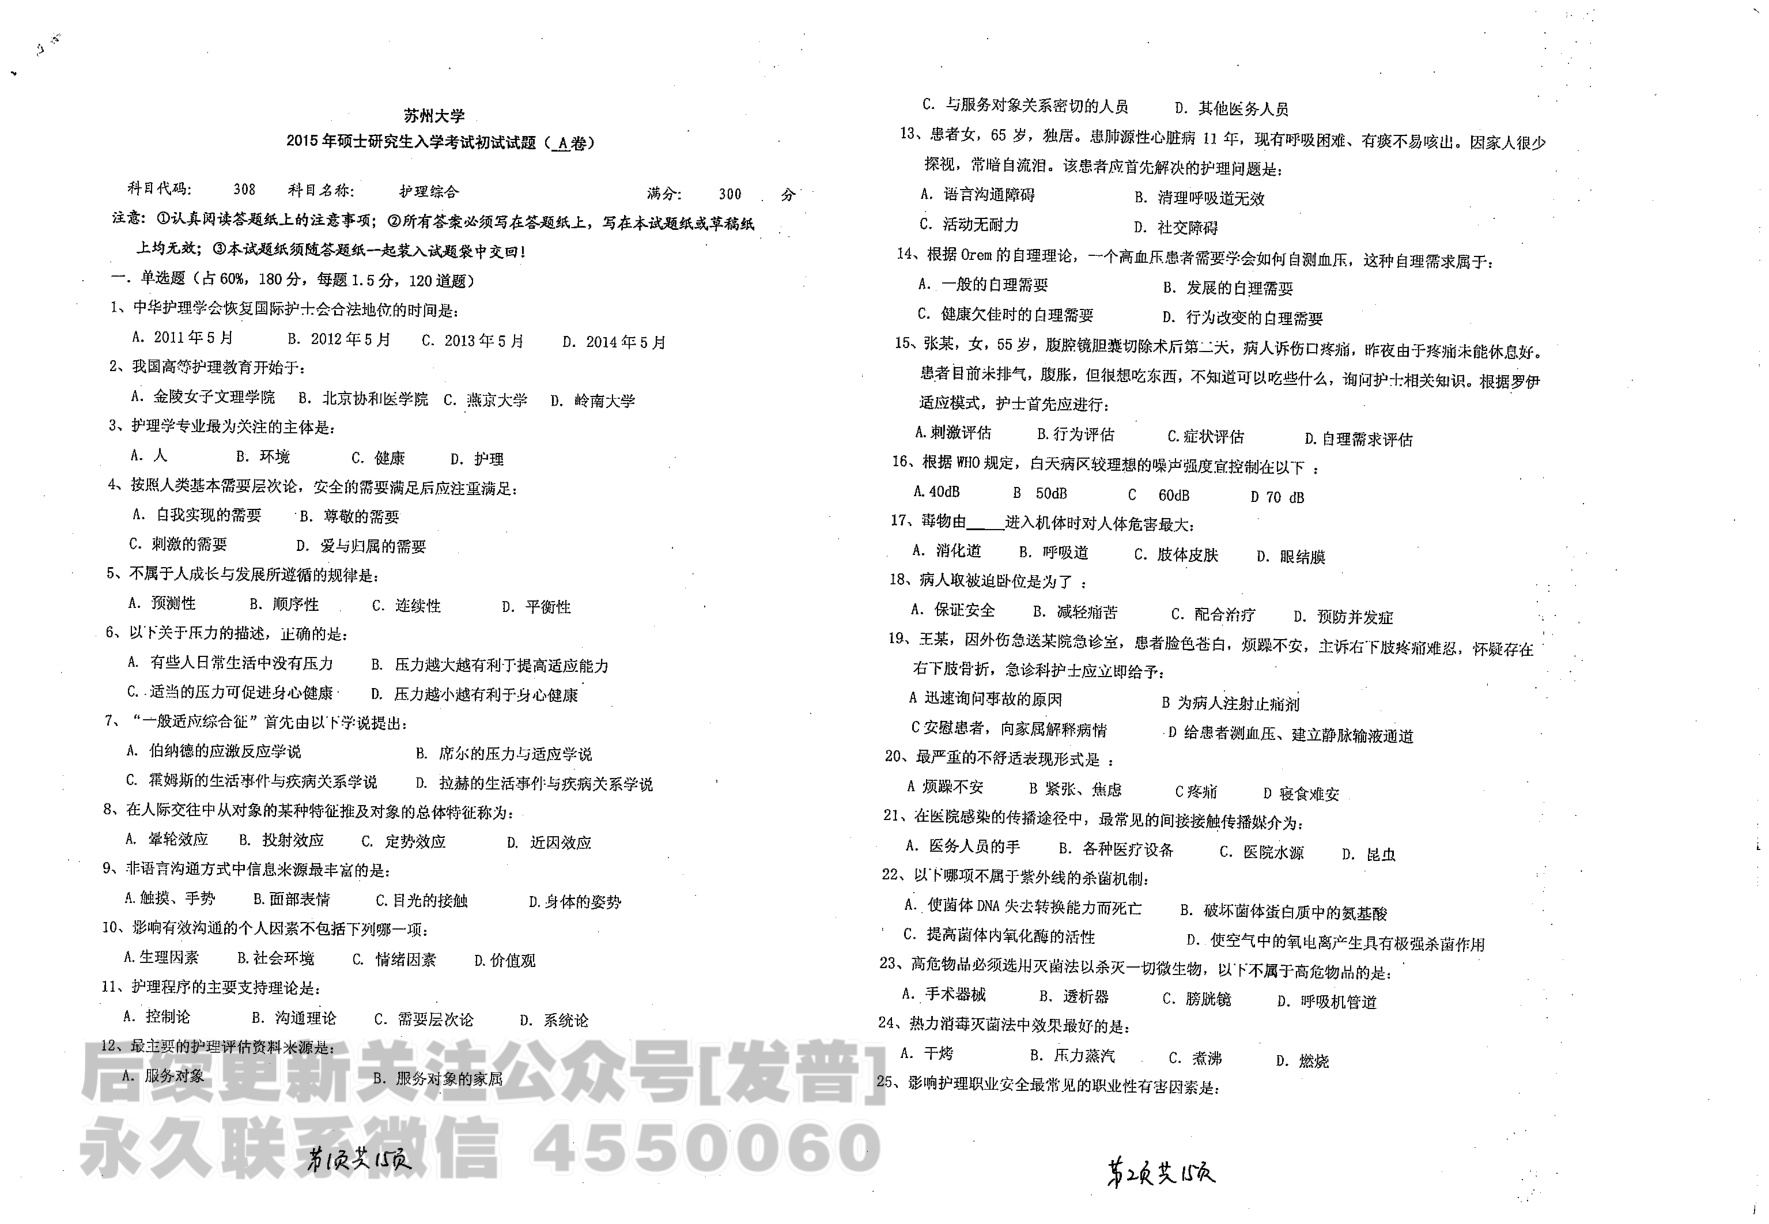 苏州大学
2015年硕士研究生入学考试初试试题（_A卷）
科目代码: 308 科目名称: 护理综合 满分: 300 分
注意：①认真阅读答题纸上的注意事项；②所有答案必须写在答题纸上，写在本试题纸或草稿纸
上均无效；③本试题纸须随答题纸一起装入试题袋中交回！
一. 单选题（占60%，180分，每题1.5分，120道题）
1、中华护理学会恢复国际护士会合法地位的时间是：
A. 2011年5月 B. 2012年5月 C. 2013年5月 D. 2014年5月
2、我国高等护理教育开始于：
A. 金陵女子文理学院 B. 北京协和医学院 C. 燕京大学 D. 岭南大学
3、护理学专业最为关注的主体是：
A. 人 B. 环境 C. 健康 D. 护理
4、按照人类基本需要层次论，安全的需要满足后应注重满足：
A. 自我实现的需要 B. 尊敬的需要
C. 刺激的需要 D. 爱与归属的需要
5、不属于人成长与发展所遵循的规律是：
A. 预测性 B. 顺序性 C. 连续性 D. 平衡性
6、以下关于压力的描述，正确的是：
A. 有些人日常生活中没有压力 B. 压力越大越有利于提高适应能力
C. 适当的压力可促进身心健康 D. 压力越小越有利于身心健康
7、“一般适应综合征”首先由以下学说提出：
A. 伯纳德的应激反应学说 B. 席尔的压力与适应学说
C. 霍姆斯的生活事件与疾病关系学说 D. 拉赫的生活事件与疾病关系学说
8、在人际交往中从对象的某种特征推及对象的总体特征称为：
A. 晕轮效应 B. 投射效应 C. 定势效应 D. 近因效应
9、非语言沟通方式中信息来源最丰富的是：
A.触摸、手势 B.面部表情 C.目光的接触 D.身体的姿势
10、影响有效沟通的个人因素不包括下列哪一项：
A.生理因素 B.社会环境 C. 情绪因素 D.价值观
11、护理程序的主要支持理论是：
A. 控制论 B. 沟通理论 C. 需要层次论 D. 系统论
12、最主要的护理评估资料来源是：
A. 服务对象 B. 服务对象的家属
后续更新关注公众号[发普]
永久联系微信 4550060
第1页共15页
C. 与服务对象关系密切的人员 D. 其他医务人员
13、患者女，65岁，独居。患肺源性心脏病11年，现有呼吸困难、有痰不易咳出。因家人很少
探视，常暗自流泪。该患者应首先解决的护理问题是：
A. 语言沟通障碍 B. 清理呼吸道无效
C. 活动无耐力 D. 社交障碍
14、根据Orem的自理理论，一个高血压患者需要学会如何自测血压，这种自理需求属于：
A. 一般的自理需要 B. 发展的自理需要
C. 健康欠佳时的自理需要 D. 行为改变的自理需要
15、张某，女，55岁，腹腔镜胆囊切除术后第二天，病人诉伤口疼痛，昨夜由于疼痛未能休息好。
患者目前未排气，腹胀，但很想吃东西，不知道可以吃些什么，询问护士相关知识。根据罗伊
适应模式，护士首先应进行：
A.刺激评估 B.行为评估 C.症状评估 D.自理需求评估
16、根据WHO规定，白天病区较理想的噪声强度宜控制在以下 ：
A.40dB B 50dB C 60dB D 70 dB
17、毒物由____进入机体时对人体危害最大：
A. 消化道 B. 呼吸道 C. 肢体皮肤 D. 眼结膜
18、病人取被迫卧位是为了 ：
A. 保证安全 B. 减轻痛苦 C. 配合治疗 D. 预防并发症
19、王某，因外伤急送某院急诊室，患者脸色苍白，烦躁不安，主诉右下肢疼痛难忍，怀疑存在
右下肢骨折，急诊科护士应立即给予：
A 迅速询问事故的原因 B 为病人注射止痛剂
C安慰患者，向家属解释病情 D 给患者测血压、建立静脉输液通道
20、最严重的不舒适表现形式是 ：
A 烦躁不安 B 紧张、焦虑 C疼痛 D 寝食难安
21、在医院感染的传播途径中，最常见的间接接触传播媒介为：
A. 医务人员的手 B. 各种医疗设备 C. 医院水源 D. 昆虫
22、以下哪项不属于紫外线的杀菌机制：
A. 使菌体DNA失去转换能力而死亡 B. 破坏菌体蛋白质中的氨基酸
C. 提高菌体内氧化酶的活性 D. 使空气中的氧电离产生具有极强杀菌作用
23、高危物品必须选用灭菌法以杀灭一切微生物，以下不属于高危物品的是：
A. 手术器械 B. 透析器 C. 膀胱镜 D. 呼吸机管道
24、热力消毒灭菌法中效果最好的是：
A. 干烤 B. 压力蒸汽 C. 煮沸 D. 燃烧
25、影响护理职业安全最常见的职业性有害因素是：
第2页共15页